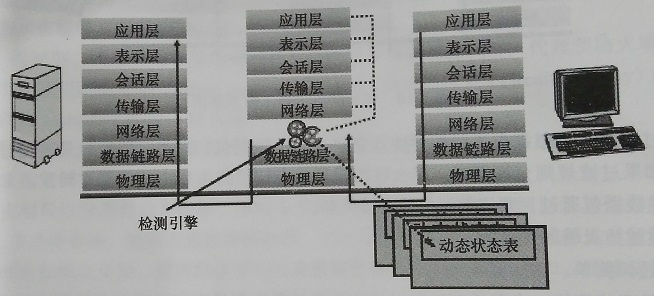 应用层
表示层
会话层
传输层
网络层
数据链路层
物理层
应用层
表示层
会话层
传输层
网络层
数据链路层
物理层
应用层
表示层
会话层
传输层
网络层
数据链路层
物理层
检测引擎
动态状态表